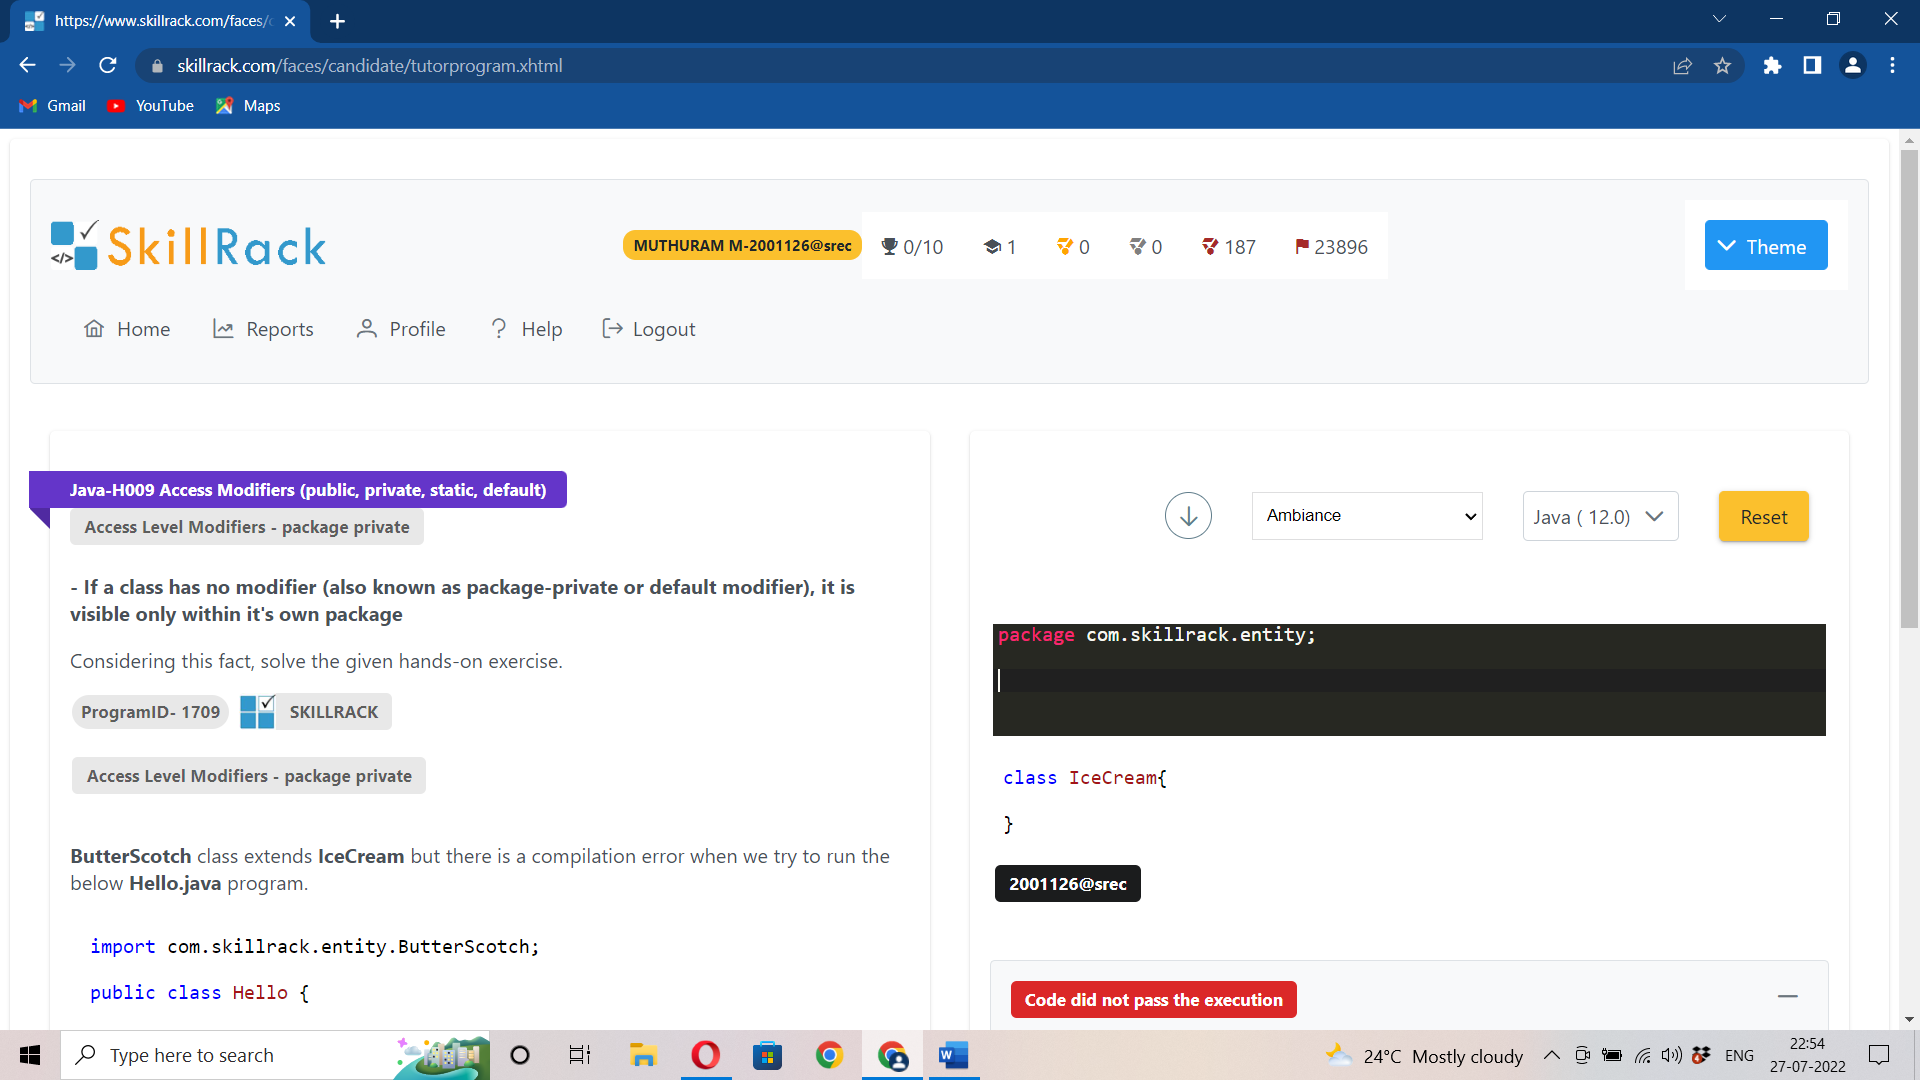 https://www.skillrack.com/faces/c
skillrack.com/faces/candidate/tutorprogram.xhtml
Gmail YouTube Maps
SkillRack
MUTHURAM M-2001126@srec 0/10 1 0 0 187 23896
Theme
Home Reports Profile Help Logout
Java-H009 Access Modifiers (public, private, static, default)
Access Level Modifiers - package private
- If a class has no modifier (also known as package-private or default modifier), it is
visible only within it's own package
Considering this fact, solve the given hands-on exercise.
ProgramID- 1709 SKILLRACK
Access Level Modifiers - package private
ButterScotch class extends IceCream but there is a compilation error when we try to run the
below Hello.java program.
import com.skillrack.entity.ButterScotch;
public class Hello {
Ambiance Java ( 12.0) Reset
package com.skillrack.entity;
class IceCream{
}
2001126@srec
Code did not pass the execution
Type here to search
24°C Mostly cloudy
ENG
22:54
27-07-2022